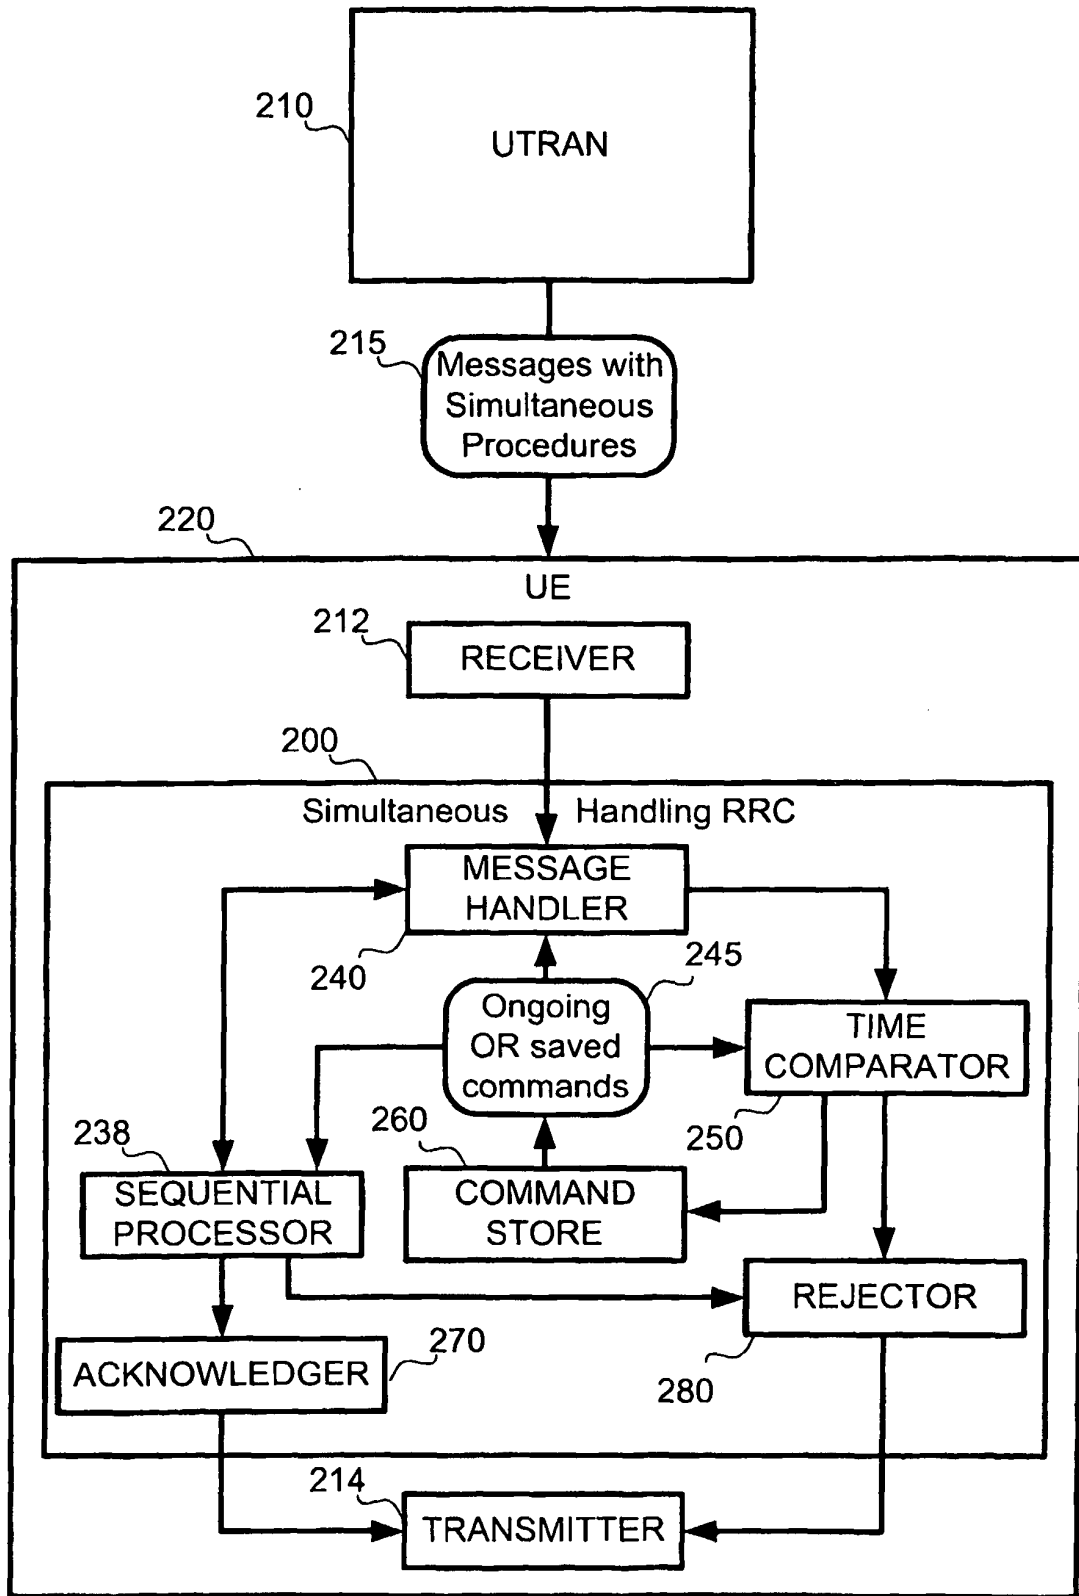 210
UTRAN
215
Messages with
Simultaneous
Procedures
220
UE
212
RECEIVER
200
Simultaneous Handling RRC
MESSAGE
HANDLER
240
245
Ongoing
OR saved
commands
TIME
COMPARATOR
250
238
SEQUENTIAL
PROCESSOR
260
COMMAND
STORE
REJECTOR
280
ACKNOWLEDGER
270
214
TRANSMITTER